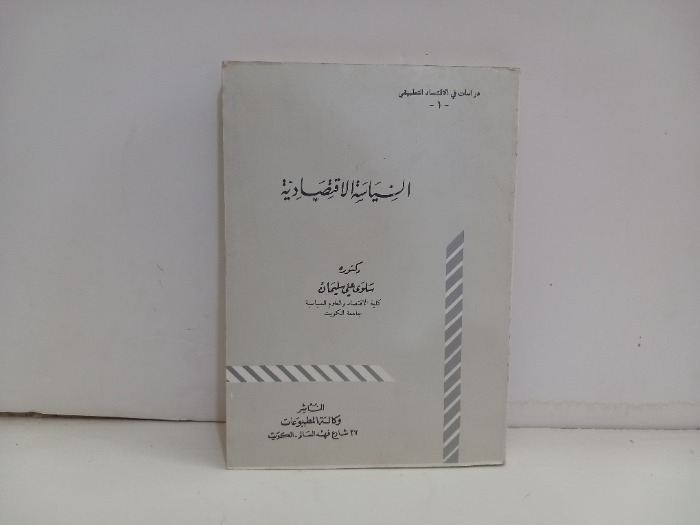 دراسات في الاقتصاد التطبيقي
- ١ -
السياسة الاقتصادية
دكتوره
سلوى علي سليمان
كلية الاقتصاد والعلوم السياسية
جامعة الكويت
الناشر
وكالة المطبوعات
٢٧ شارع فهد السالم - الكويت